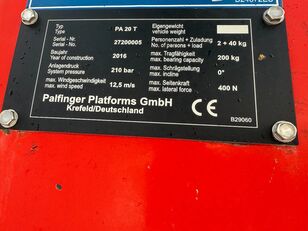 Typ
Type
PA 20 T
Eigengewicht
vehicle weight
Serial - Nr.
Serial - No.
27200005
Personenzahl + Zuladung
No. of parsons + load
2 + 40 kg
Baujahr
Year of construction
2016
max. Tragfähigkeit
max. bearing capacity
200 kg
Anlagendruck
System pressure
210 bar
max. Schrägstellung
max. incline
0°
max. Windgeschwindigkeit
max. wind speed
12,5 m/s
max. Seitenkraft
max. lateral force
400 N
Palfinger Platforms GmbH
Krefeld/Deutschland
CE
B29060